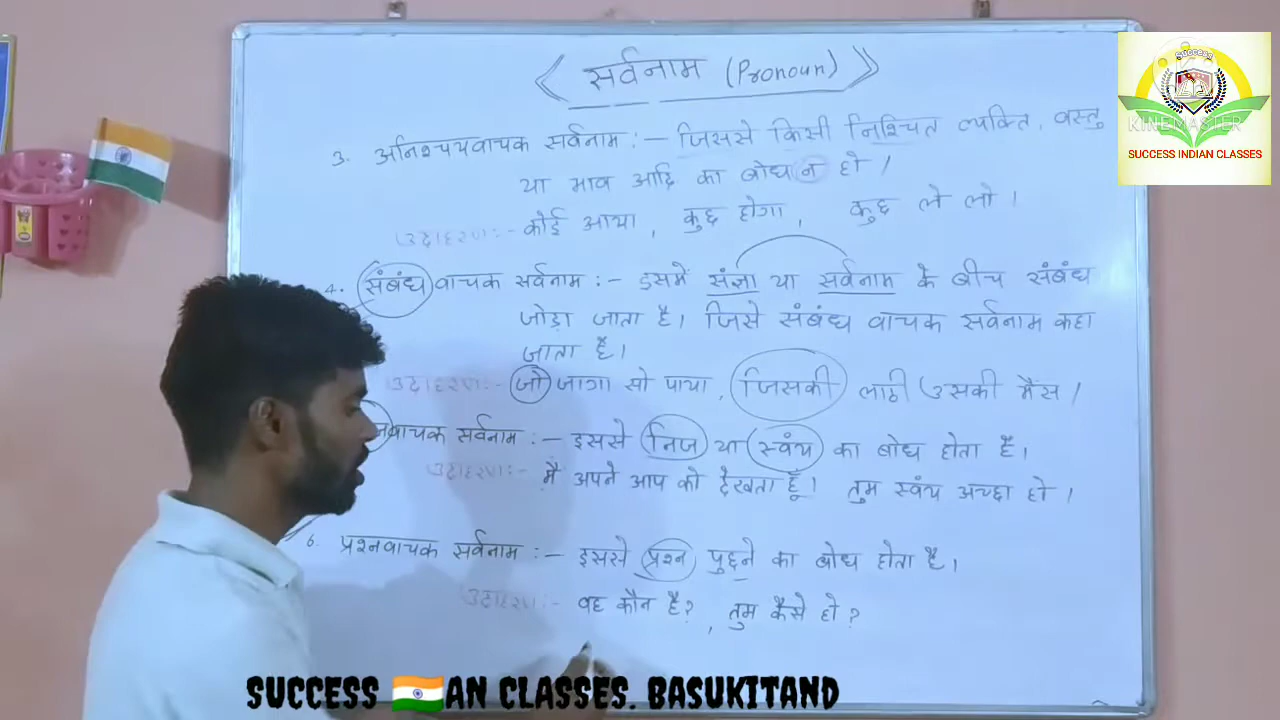 सर्वनाम (Pronoun)
3. अनिश्चयवाचक सर्वनाम :- जिससे किसी निश्चित व्यक्ति, वस्तु
या भाव आदि का बोध न हो ।
उदाहरण:- कोई आया, कुछ होगा, कुछ ले लो ।
4. संबंध वाचक सर्वनाम :- इसमें संज्ञा या सर्वनाम के बीच संबंध
जोड़ा जाता है। जिसे संबंध वाचक सर्वनाम कहा
जाता है।
उदाहरण:- जो जागा सो पाया, जिसकी लाठी उसकी भैंस ।
वाचक सर्वनाम :- इससे निज या स्वंय का बोध होता है।
उदाहरण:- मैं अपने आप को देखता हूँ। तुम स्वंय अच्छा हो ।
6. प्रश्नवाचक सर्वनाम :- इससे प्रश्न पुछने का बोध होता है।
उदाहरण:- वह कौन है?, तुम कैसे हो?
Success
KINEMASTER
SUCCESS INDIAN CLASSES
SUCCESS 🇮🇳AN CLASSES. BASUKITAND